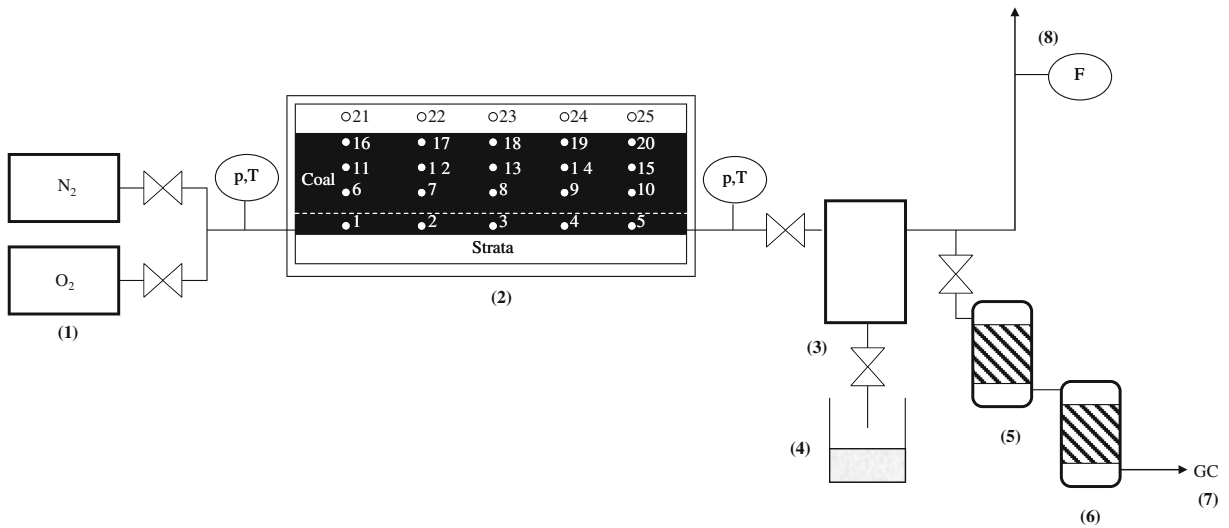 (8)
F
21 22 23 24 25
16 17 18 19 20
N₂
p,T
Coal
11 1 2 13 1 4 15
p,T
6 7 8 9 10
1 2 3 4 5
Strata
O₂
(1)
(2)
(3)
(4)
(5)
(6)
GC
(7)